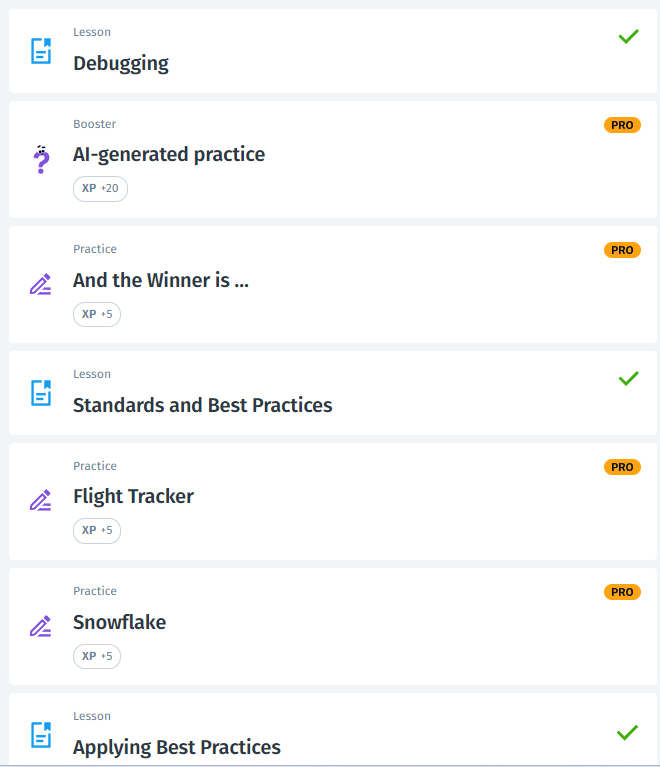 Lesson
Debugging
Booster
PRO
AI-generated practice
XP +20
Practice
PRO
And the Winner is ...
XP +5
Lesson
Standards and Best Practices
Practice
PRO
Flight Tracker
XP +5
Practice
PRO
Snowflake
XP +5
Lesson
Applying Best Practices